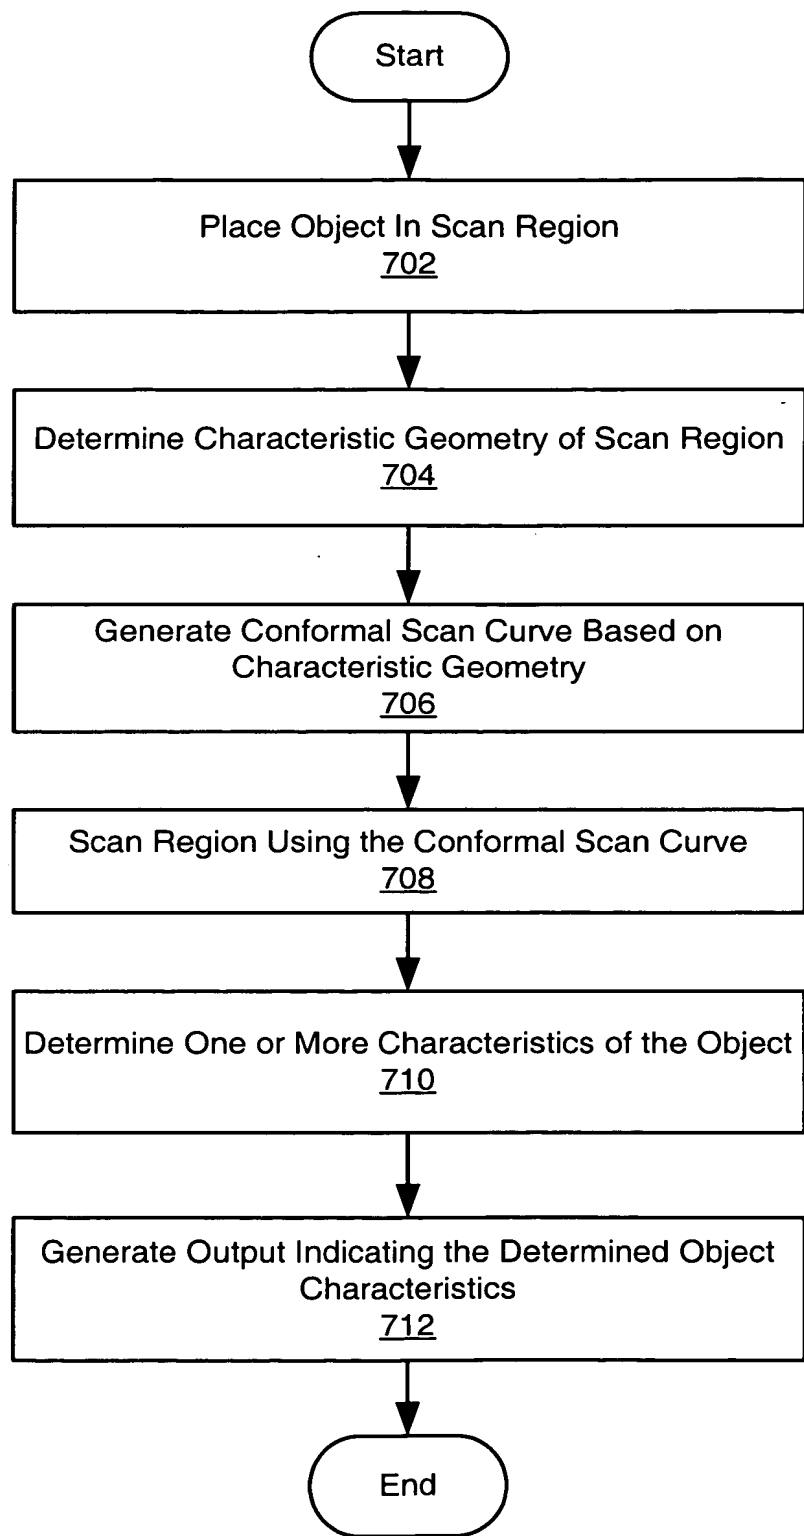 Start
Place Object In Scan Region
702
Determine Characteristic Geometry of Scan Region
704
Generate Conformal Scan Curve Based on
Characteristic Geometry
706
Scan Region Using the Conformal Scan Curve
708
Determine One or More Characteristics of the Object
710
Generate Output Indicating the Determined Object
Characteristics
712
End